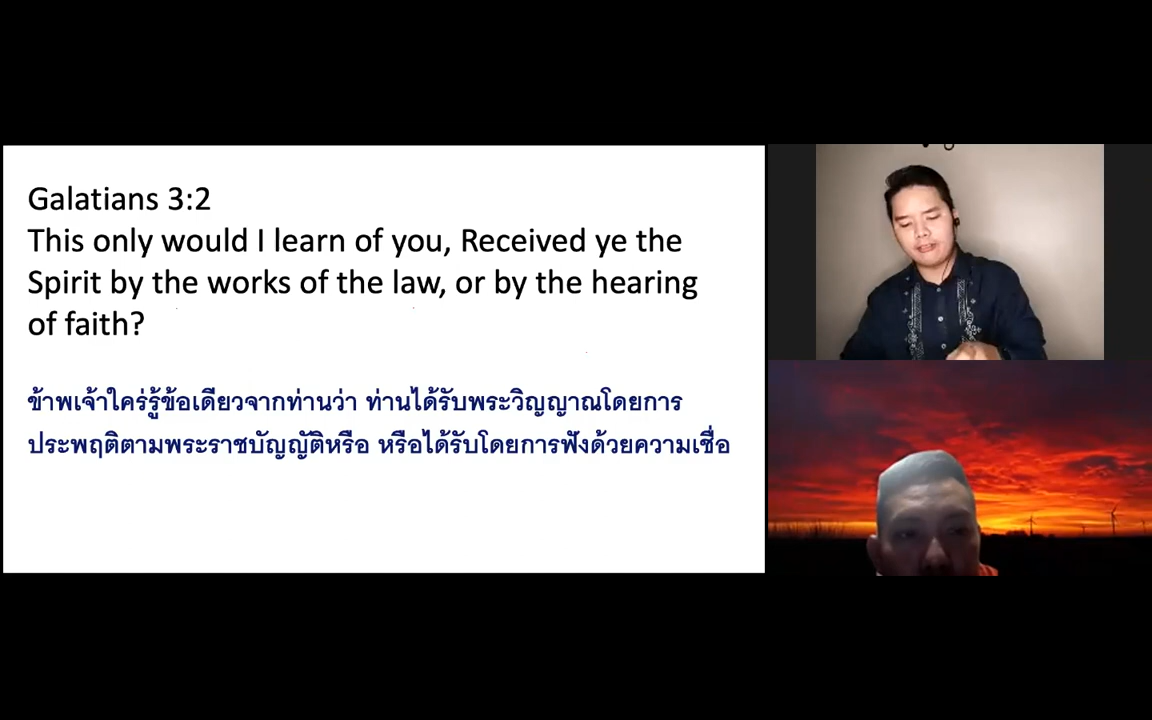 Galatians 3:2
This only would I learn of you, Received ye the
Spirit by the works of the law, or by the hearing
of faith?
ข้าพเจ้าใคร่รู้ข้อเดียวจากท่านว่า ท่านได้รับพระวิญญาณโดยการ
ประพฤติตามพระราชบัญญัติหรือ หรือได้รับโดยการฟังด้วยความเชื่อ